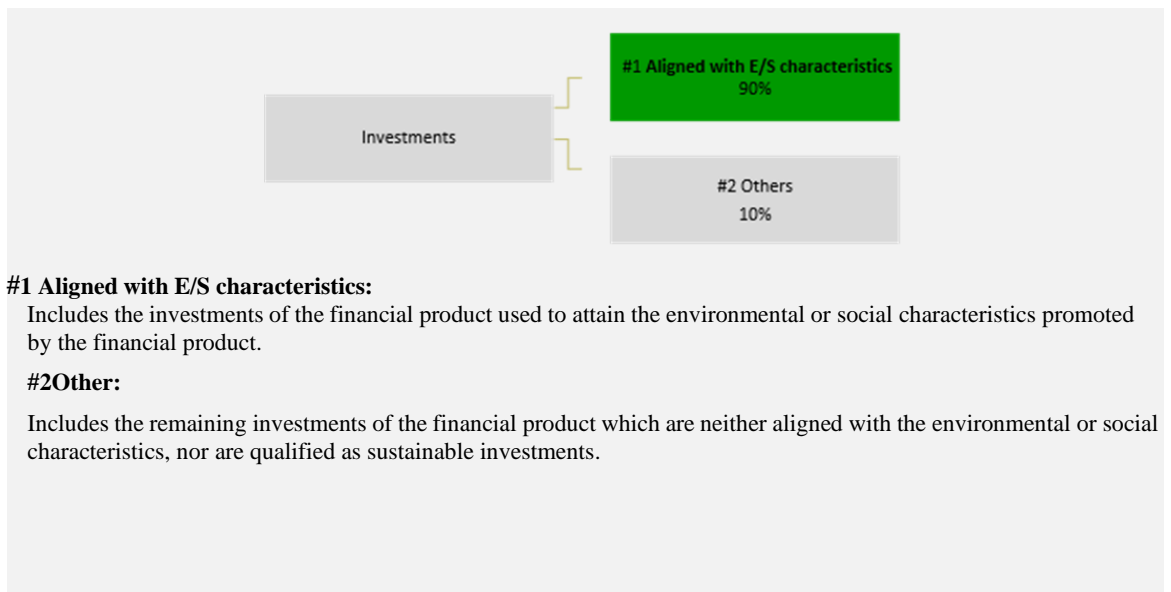 #1 Aligned with E/S characteristics
90%
Investments
#2 Others
10%
#1 Aligned with E/S characteristics:
Includes the investments of the financial product used to attain the environmental or social characteristics promoted
by the financial product.
#2Other:
Includes the remaining investments of the financial product which are neither aligned with the environmental or social
characteristics, nor are qualified as sustainable investments.